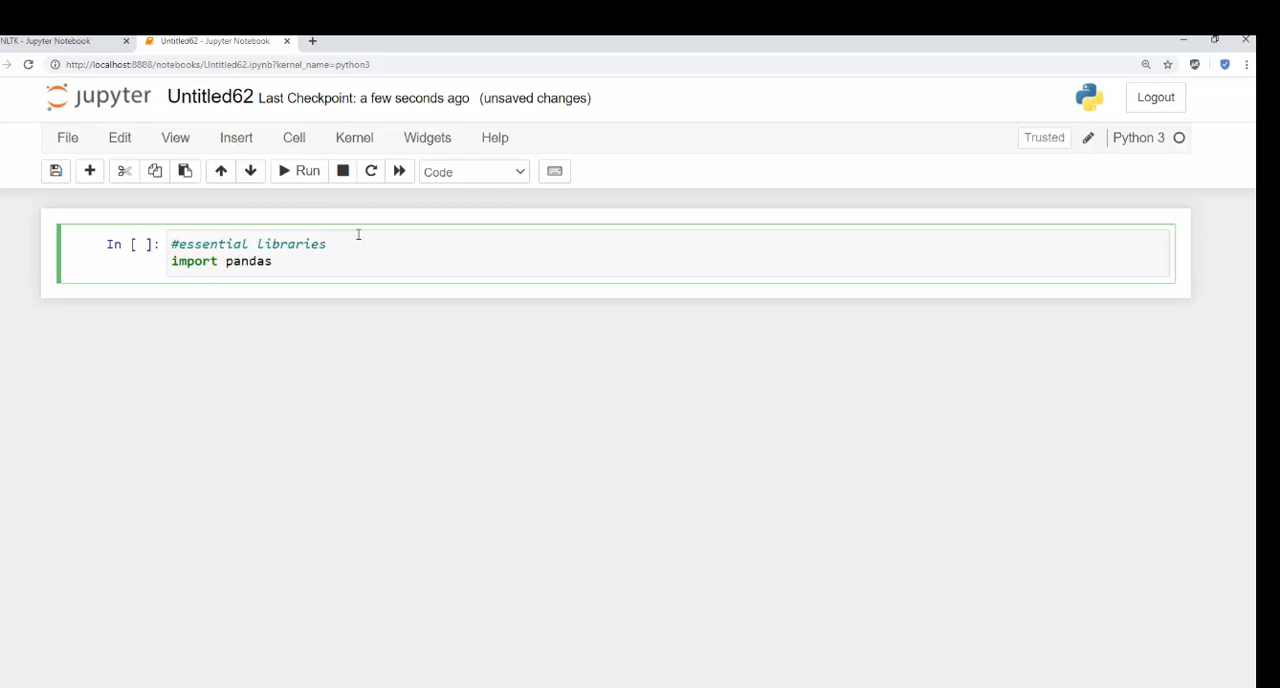 NLTK - Jupyter Notebook
Untitled62 - Jupyter Notebook
http://localhost:8888/notebooks/Untitled62.ipynb?kernel_name=python3
jupyter Untitled62 Last Checkpoint: a few seconds ago (unsaved changes)
Logout
File Edit View Insert Cell Kernel Widgets Help
Trusted
Python 3
Run
Code
In [ ]: #essential libraries
import pandas